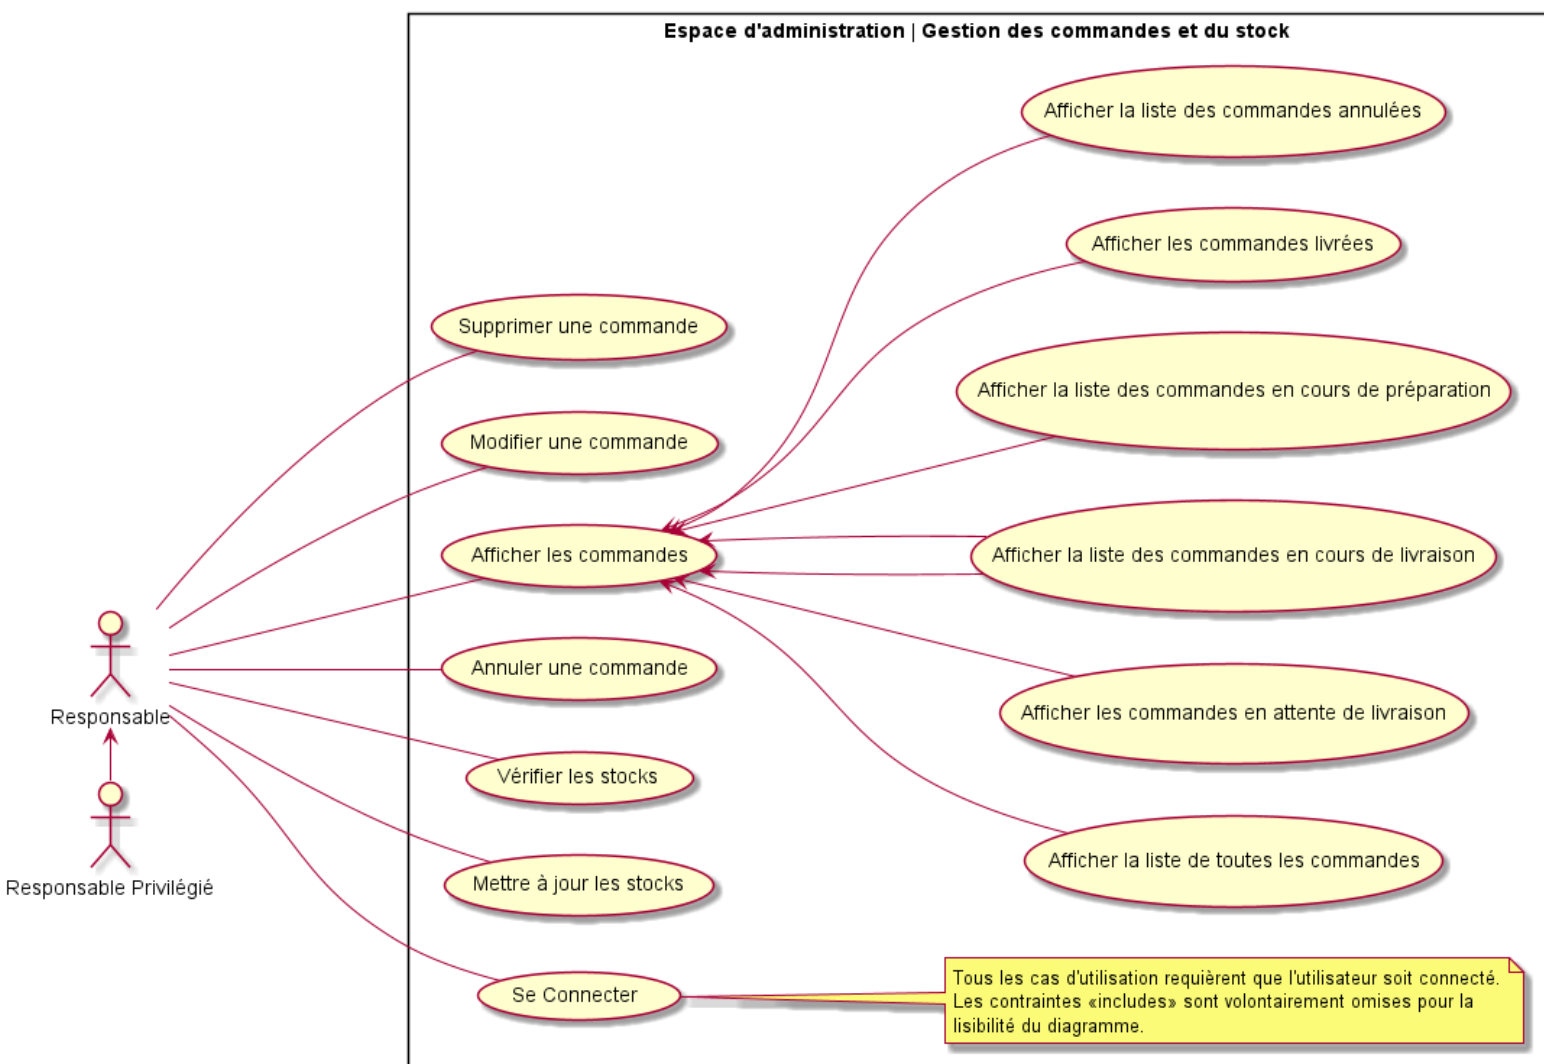 Espace d'administration | Gestion des commandes et du stock
Afficher la liste des commandes annulées
Afficher les commandes livrées
Supprimer une commande
Afficher la liste des commandes en cours de préparation
Modifier une commande
Afficher les commandes
Afficher la liste des commandes en cours de livraison
Annuler une commande
Responsable
Afficher les commandes en attente de livraison
Vérifier les stocks
Afficher la liste de toutes les commandes
Mettre à jour les stocks
Responsable Privilégié
Se Connecter
Tous les cas d'utilisation requièrent que l'utilisateur soit connecté.
Les contraintes «includes» sont volontairement omises pour la
lisibilité du diagramme.